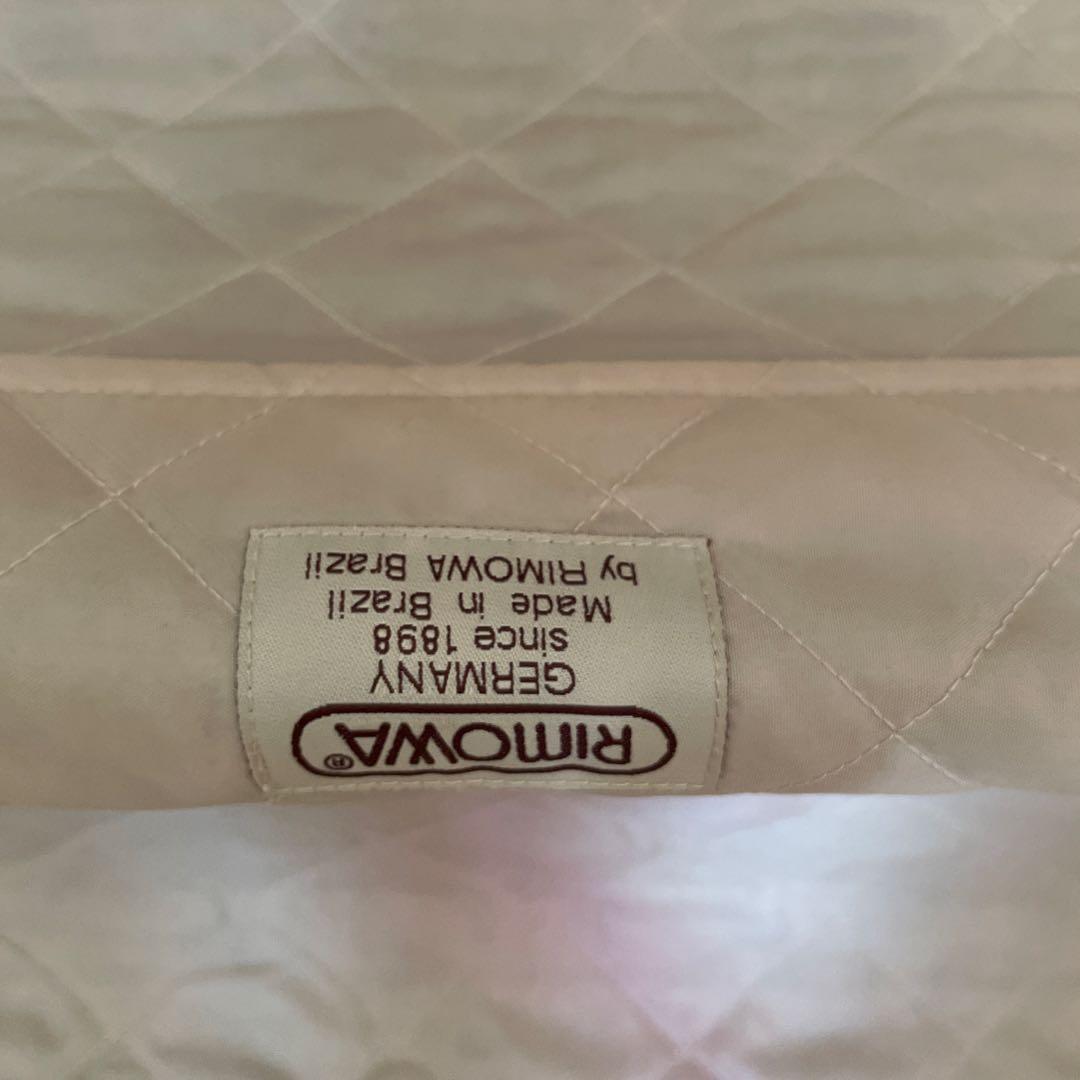 RIMOWA®
GERMANY
since 1898
Made in Brazil
by RIMOWA Brazil